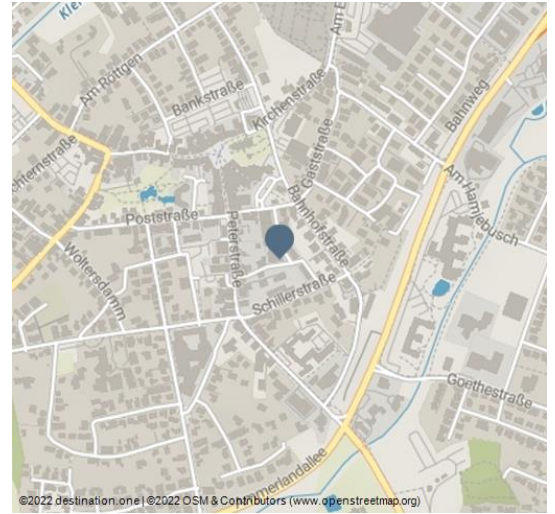 Am Röttgen
Bankstraße
Kirchenstraße
Gaststraße
Bahnweg
Am Hamjebusch
Poststraße
Peterstraße
Bahnhofstraße
Woltersdamm
Schillerstraße
Goethestraße
©2022 destination.one | ©2022 OSM & Contributors (www.openstreetmap.org)